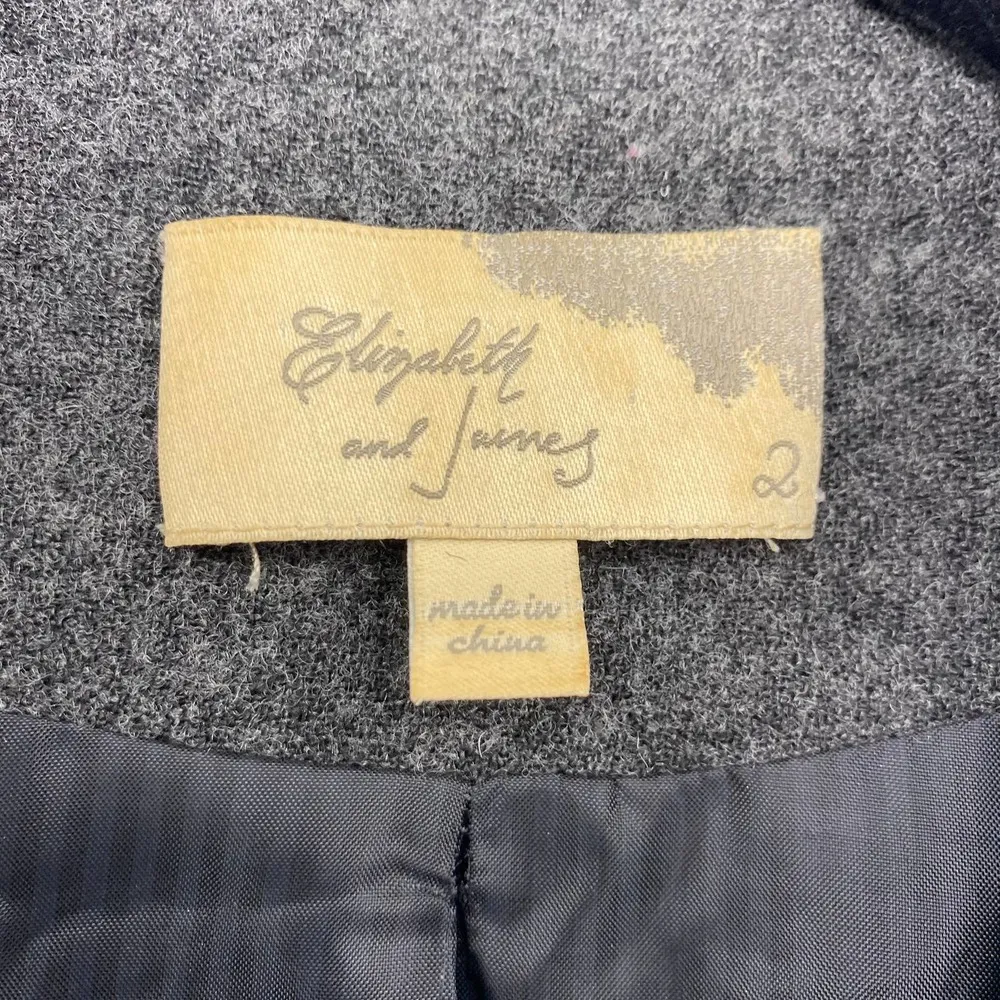 Elizabeth
and James
2
made in
china